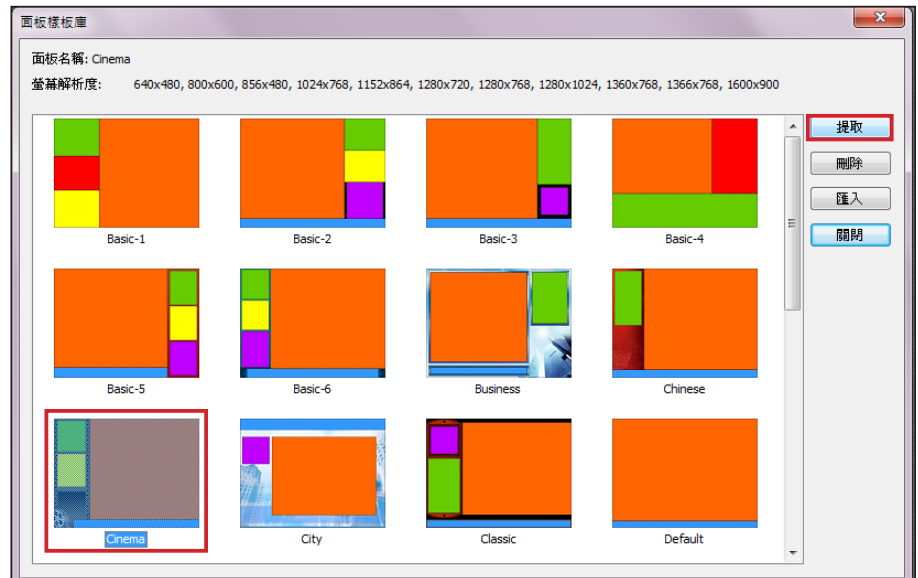 面板樣板庫
面板名稱: Cinema
螢幕解析度: 640x480, 800x600, 856x480, 1024x768, 1152x864, 1280x720, 1280x768, 1280x1024, 1360x768, 1366x768, 1600x900
提取
刪除
匯入
關閉
Basic-1 Basic-2 Basic-3 Basic-4
Basic-5 Basic-6 Business Chinese
Cinema City Classic Default